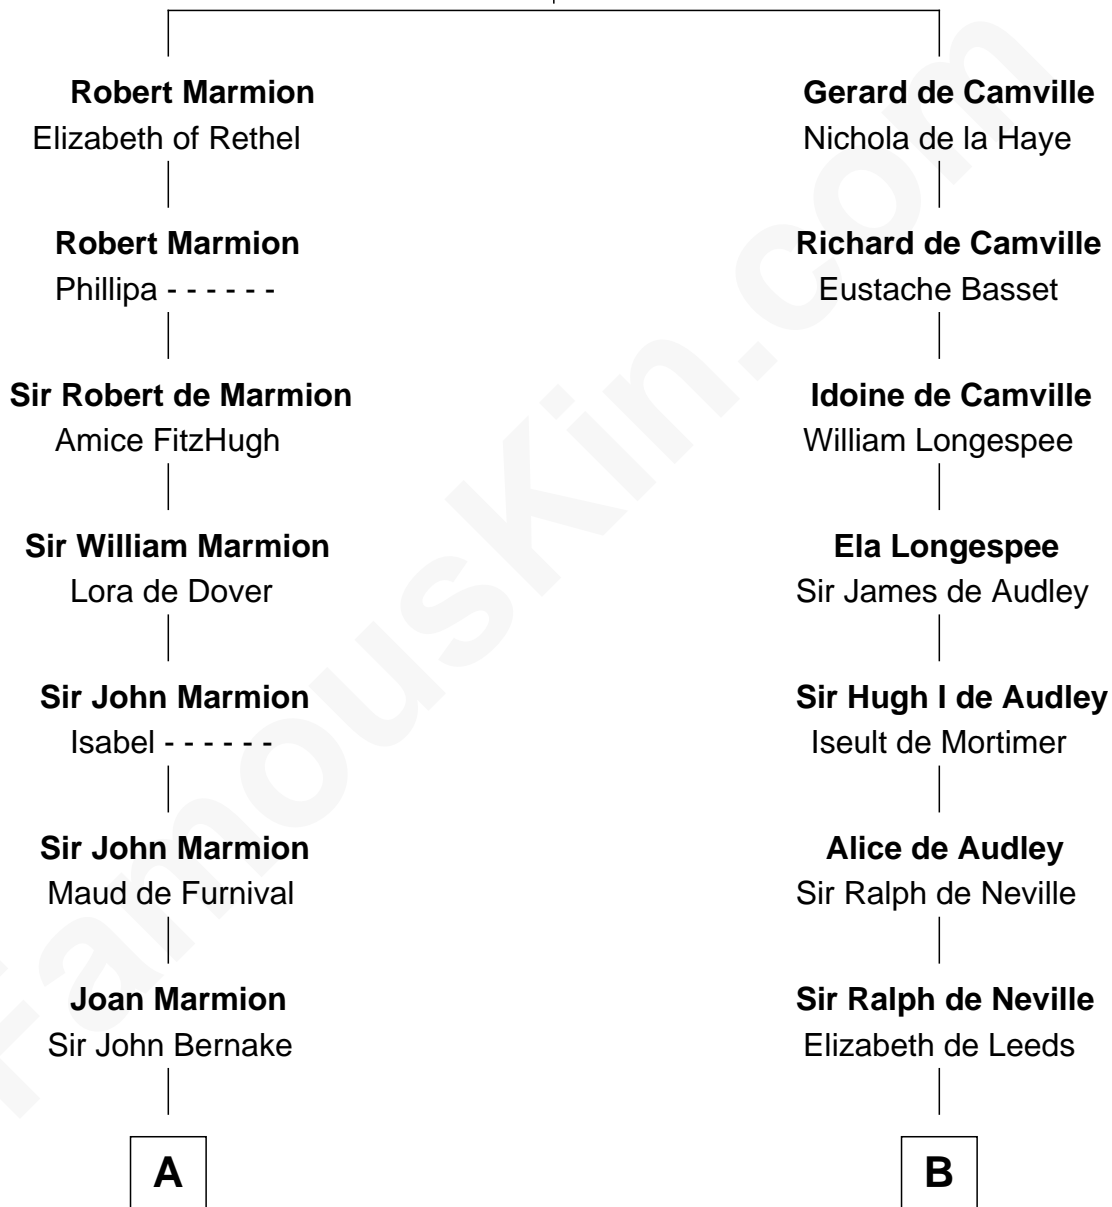 Robert Marmion
Elizabeth of Rethel
Robert Marmion
Phillipa - - - - - -
Sir Robert de Marmion
Amice FitzHugh
Sir William Marmion
Lora de Dover
Sir John Marmion
Isabel - - - - - -
Sir John Marmion
Maud de Furnival
Joan Marmion
Sir John Bernake
A
Gerard de Camville
Nichola de la Haye
Richard de Camville
Eustache Basset
Idoine de Camville
William Longespee
Ela Longespee
Sir James de Audley
Sir Hugh I de Audley
Iseult de Mortimer
Alice de Audley
Sir Ralph de Neville
Sir Ralph de Neville
Elizabeth de Leeds
B
FamousKin.com